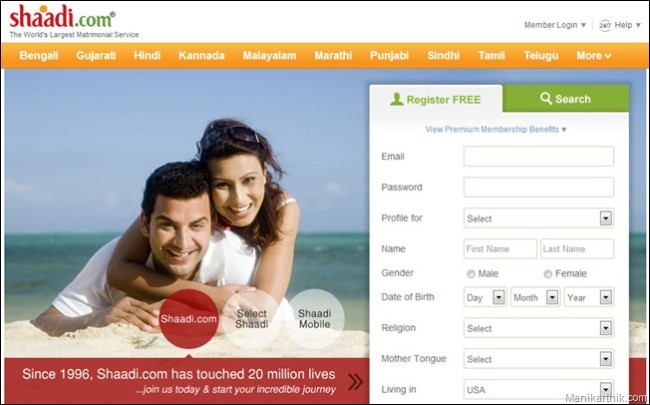 shaadi.com®
The World's Largest Matrimonial Service
Member Login 24/7 Help
Bengali Gujarati Hindi Kannada Malayalam Marathi Punjabi Sindhi Tamil Telugu More
Register FREE
Search
View Premium Membership Benefits
Email
Password
Profile for Select
Name First Name Last Name
Gender Male Female
Date of Birth Day Month Year
Religion Select
Mother Tongue Select
Living in USA
Shaadi.com
Select
Shaadi
Shaadi
Mobile
Since 1996, Shaadi.com has touched 20 million lives
...join us today & start your incredible journey
Manikarthik.com